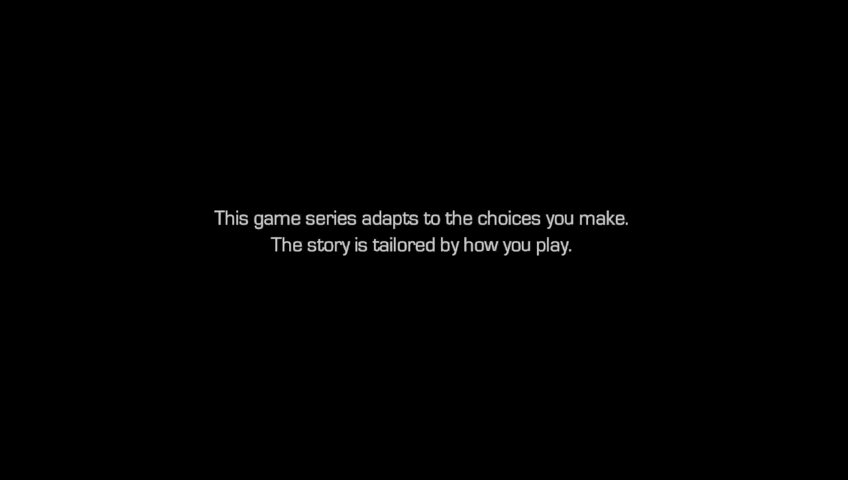 This game series adapts to the choices you make.
The story is tailored by how you play.